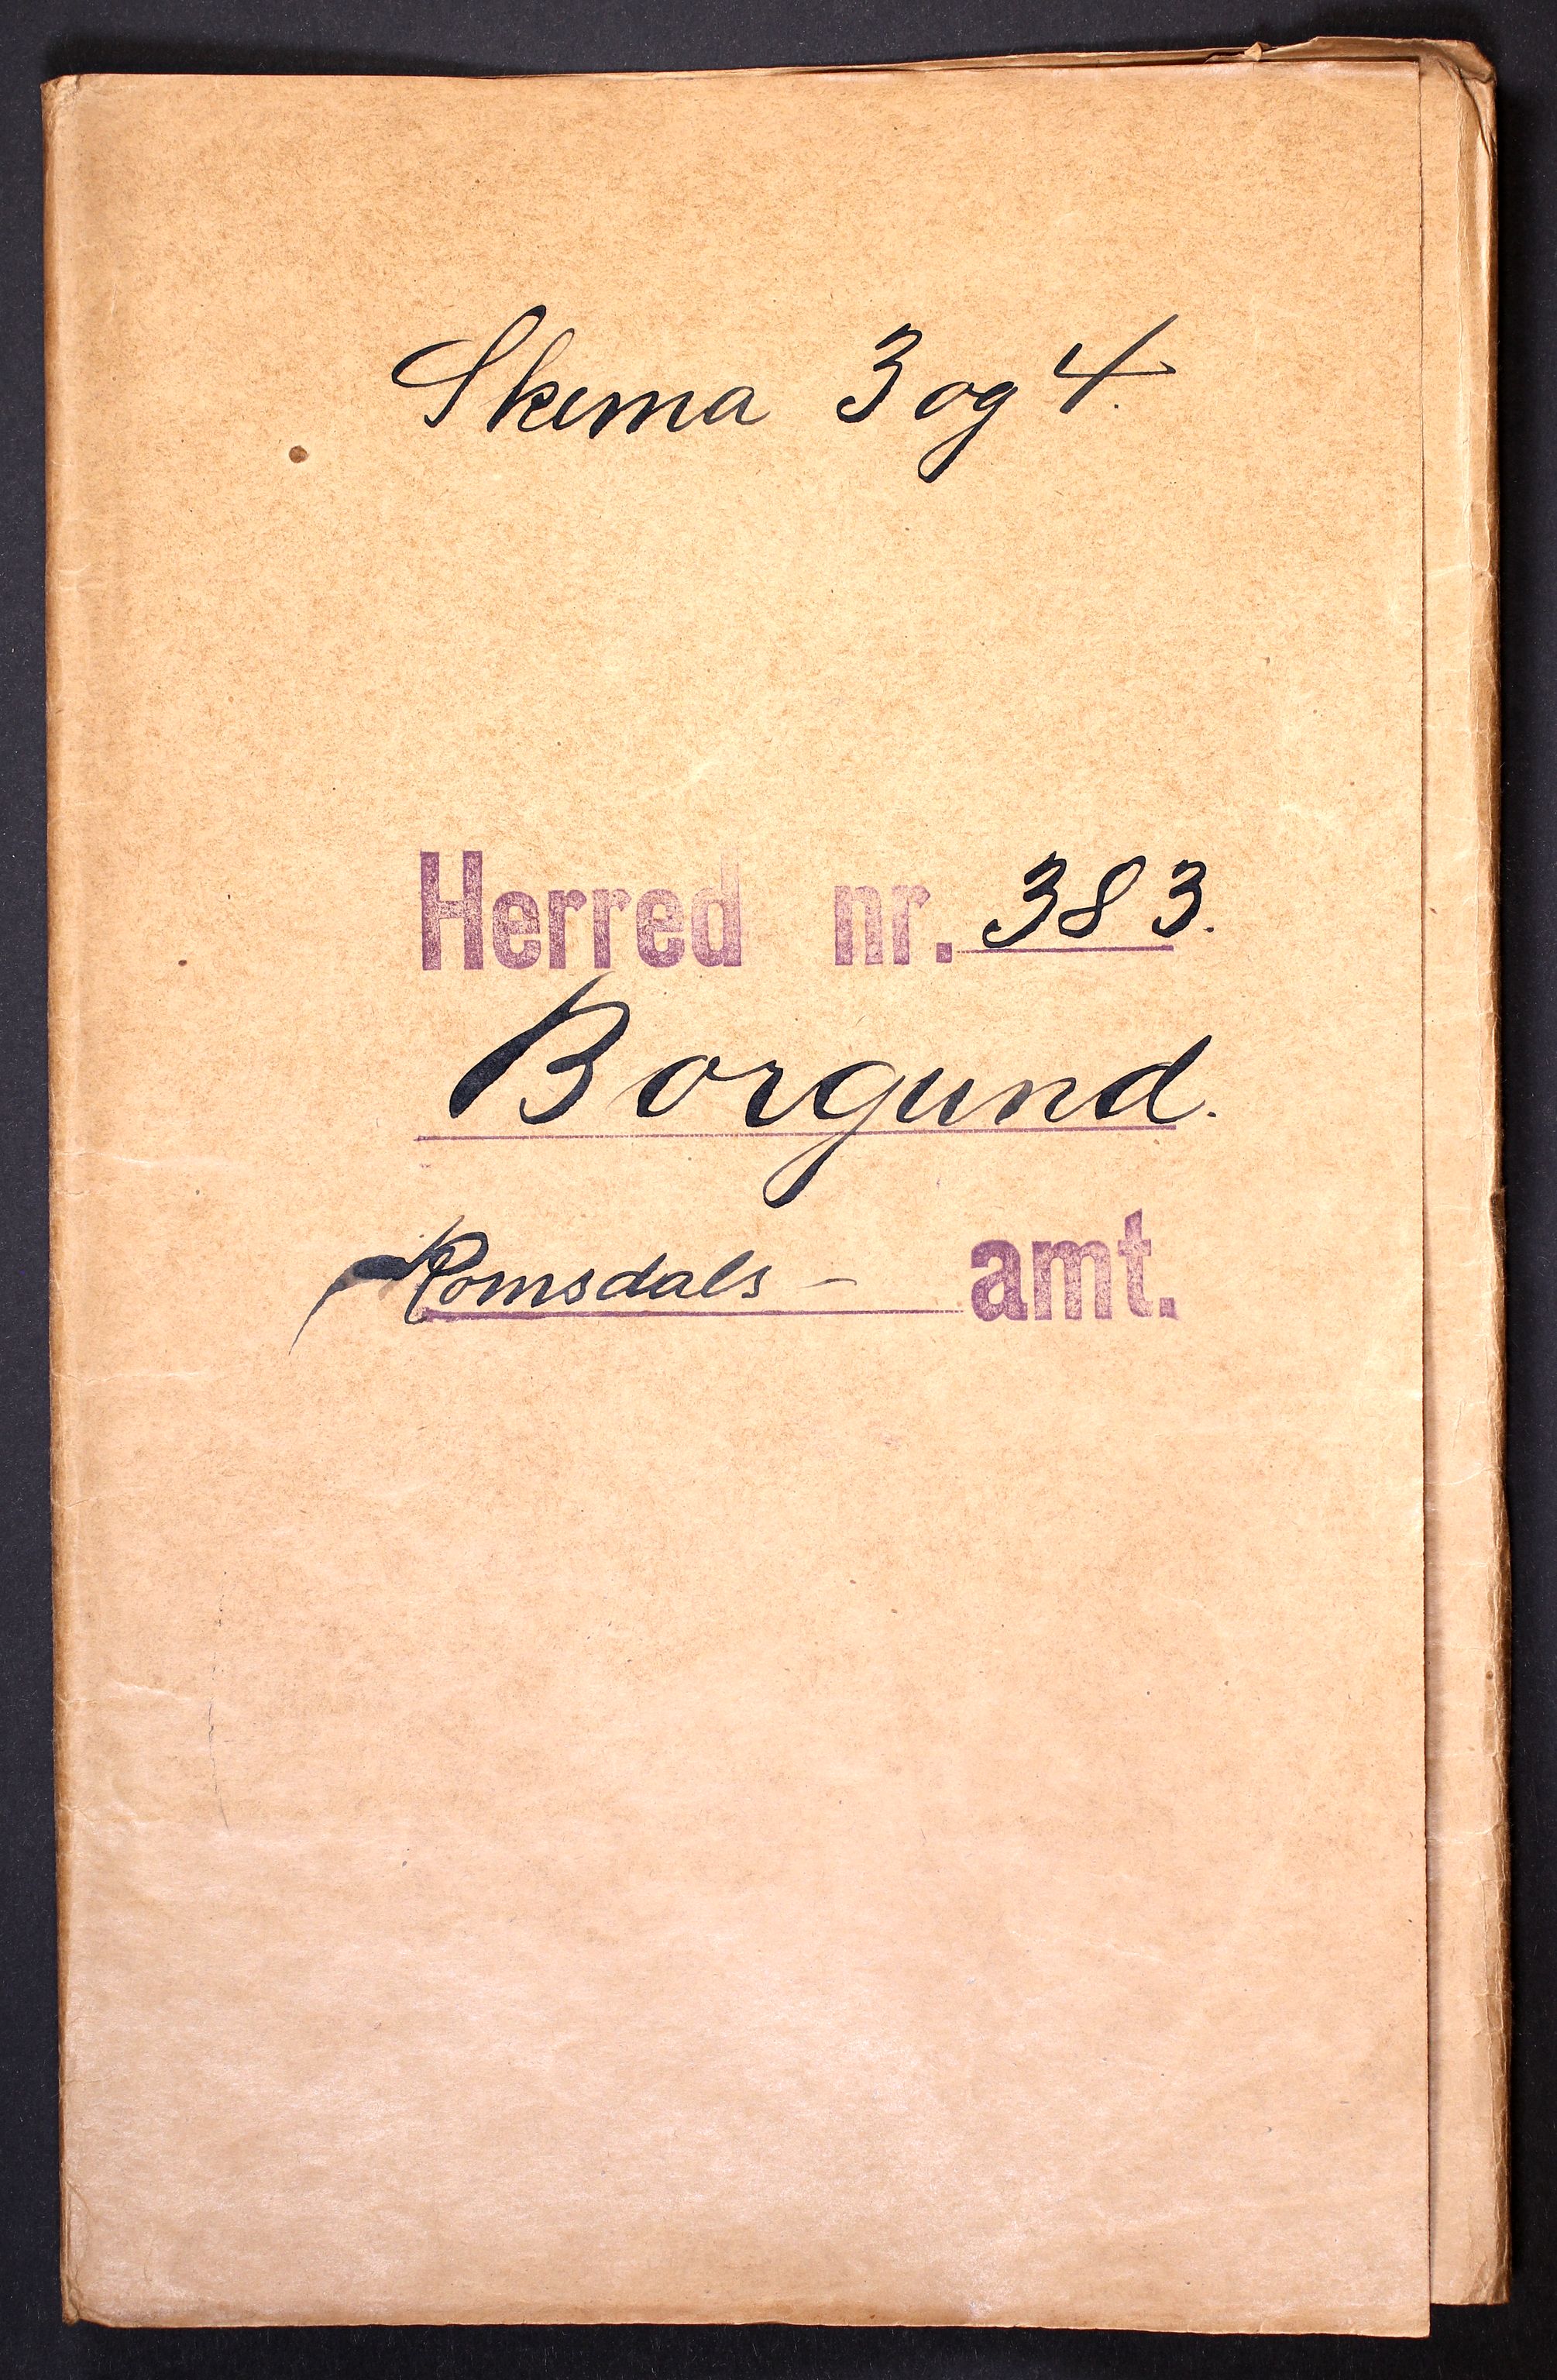 Skema 3 og 4.
Herred nr. 383.
Borgund.
Romsdals - amt.